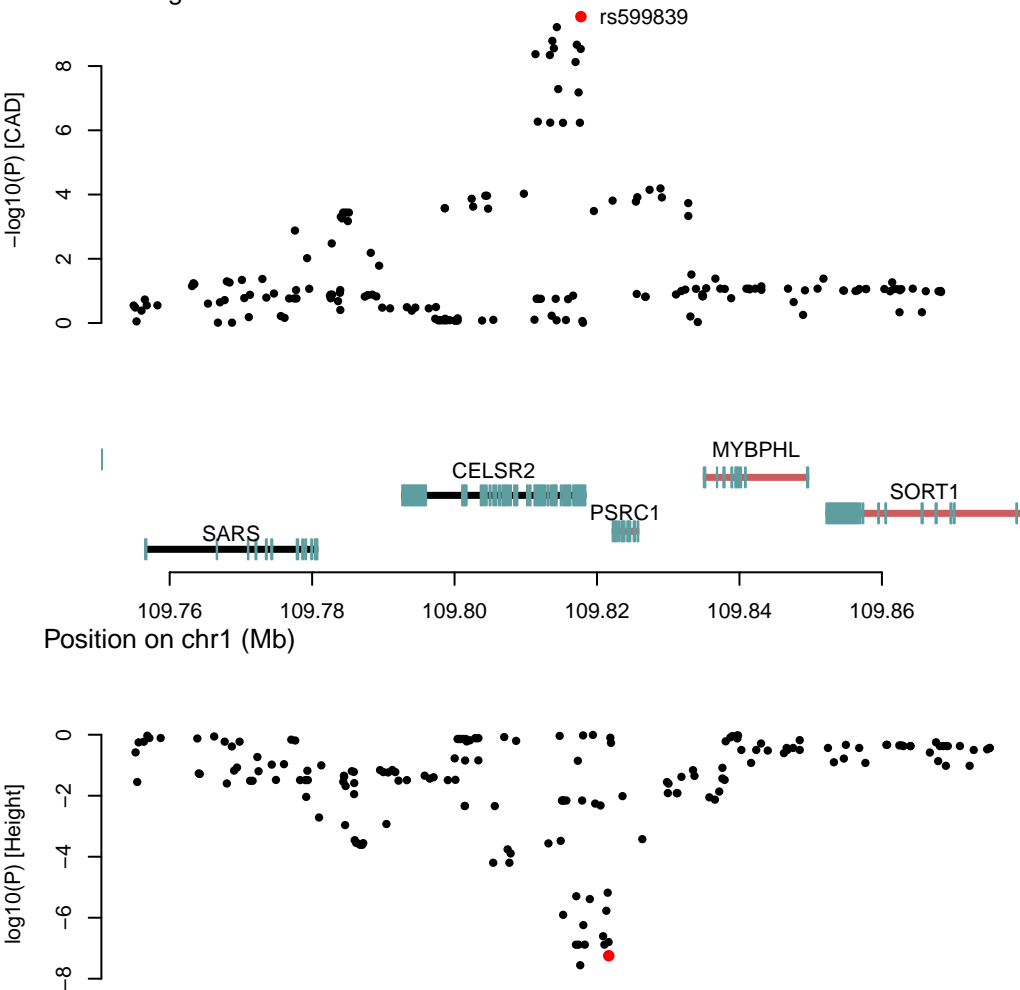 rs599839
−log10(P) [CAD]
8
6
4
2
0
MYBPHL
CELSR2
SORT1
PSRC1
SARS
109.76 109.78 109.80 109.82 109.84 109.86
Position on chr1 (Mb)
log10(P) [Height]
0
−2
−4
−6
−8